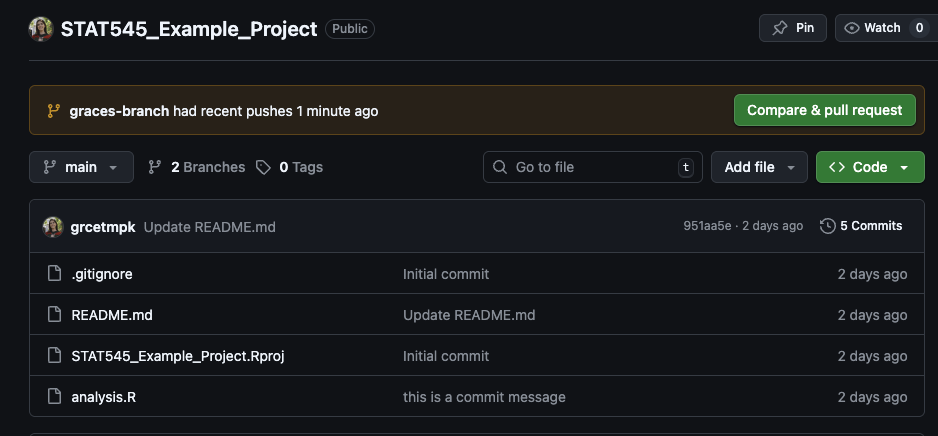 STAT545_Example_Project Public Pin Watch 0
graces-branch had recent pushes 1 minute ago Compare & pull request
main 2 Branches 0 Tags Go to file t Add file Code
grcetmpk Update README.md 951aa5e · 2 days ago 5 Commits
.gitignore Initial commit 2 days ago
README.md Update README.md 2 days ago
STAT545_Example_Project.Rproj Initial commit 2 days ago
analysis.R this is a commit message 2 days ago